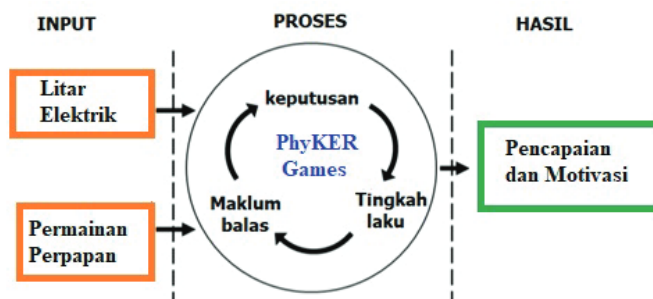 INPUT
PROSES
HASIL
Litar
Elektrik
Permainan
Perpapan
keputusan
PhyKER
Games
Maklum
balas
Tingkah
laku
Pencapaian
dan Motivasi